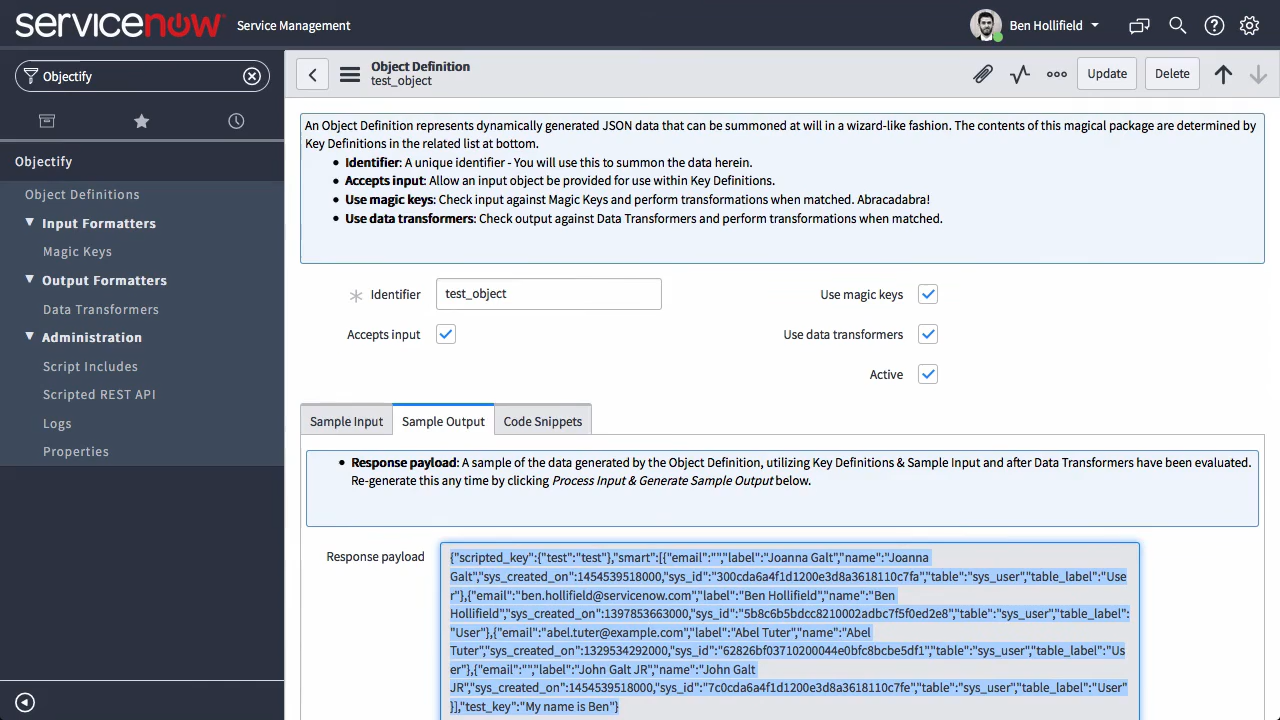 servicenow Service Management
Ben Hollifield
Objectify
Objectify
Object Definitions
Input Formatters
Magic Keys
Output Formatters
Data Transformers
Administration
Script Includes
Scripted REST API
Logs
Properties
Object Definition
test_object
Update
Delete
An Object Definition represents dynamically generated JSON data that can be summoned at will in a wizard-like fashion. The contents of this magical package are determined by
Key Definitions in the related list at bottom.
• Identifier: A unique identifier - You will use this to summon the data herein.
• Accepts input: Allow an input object be provided for use within Key Definitions.
• Use magic keys: Check input against Magic Keys and perform transformations when matched. Abracadabra!
• Use data transformers: Check output against Data Transformers and perform transformations when matched.
Identifier test_object
Use magic keys
Accepts input
Use data transformers
Active
Sample Input Sample Output Code Snippets
• Response payload: A sample of the data generated by the Object Definition, utilizing Key Definitions & Sample Input and after Data Transformers have been evaluated.
Re-generate this any time by clicking Process Input & Generate Sample Output below.
Response payload
{"scripted_key":{"test":"test"},"smart":[{"email":"","label":"Joanna Galt","name":"Joanna
Galt","sys_created_on":1454539518000,"sys_id":"300cda6a4f1d1200e3d8a3618110c7fa","table":"sys_user","table_label":"Use
r"},{"email":"ben.hollifield@servicenow.com","label":"Ben Hollifield","name":"Ben
Hollifield","sys_created_on":1397853663000,"sys_id":"5b8c6b5bdcc8210002adbc7f5f0ed2e8","table":"sys_user","table_label":
"User"},{"email":"abel.tuter@example.com","label":"Abel Tuter","name":"Abel
Tuter","sys_created_on":1329534292000,"sys_id":"62826bf03710200044e0bfc8bcbe5df1","table":"sys_user","table_label":"Us
er"},{"email":"","label":"John Galt JR","name":"John Galt
JR","sys_created_on":1454539518000,"sys_id":"7c0cda6a4f1d1200e3d8a3618110c7fe","table":"sys_user","table_label":"User"
}],"test_key":"My name is Ben"}